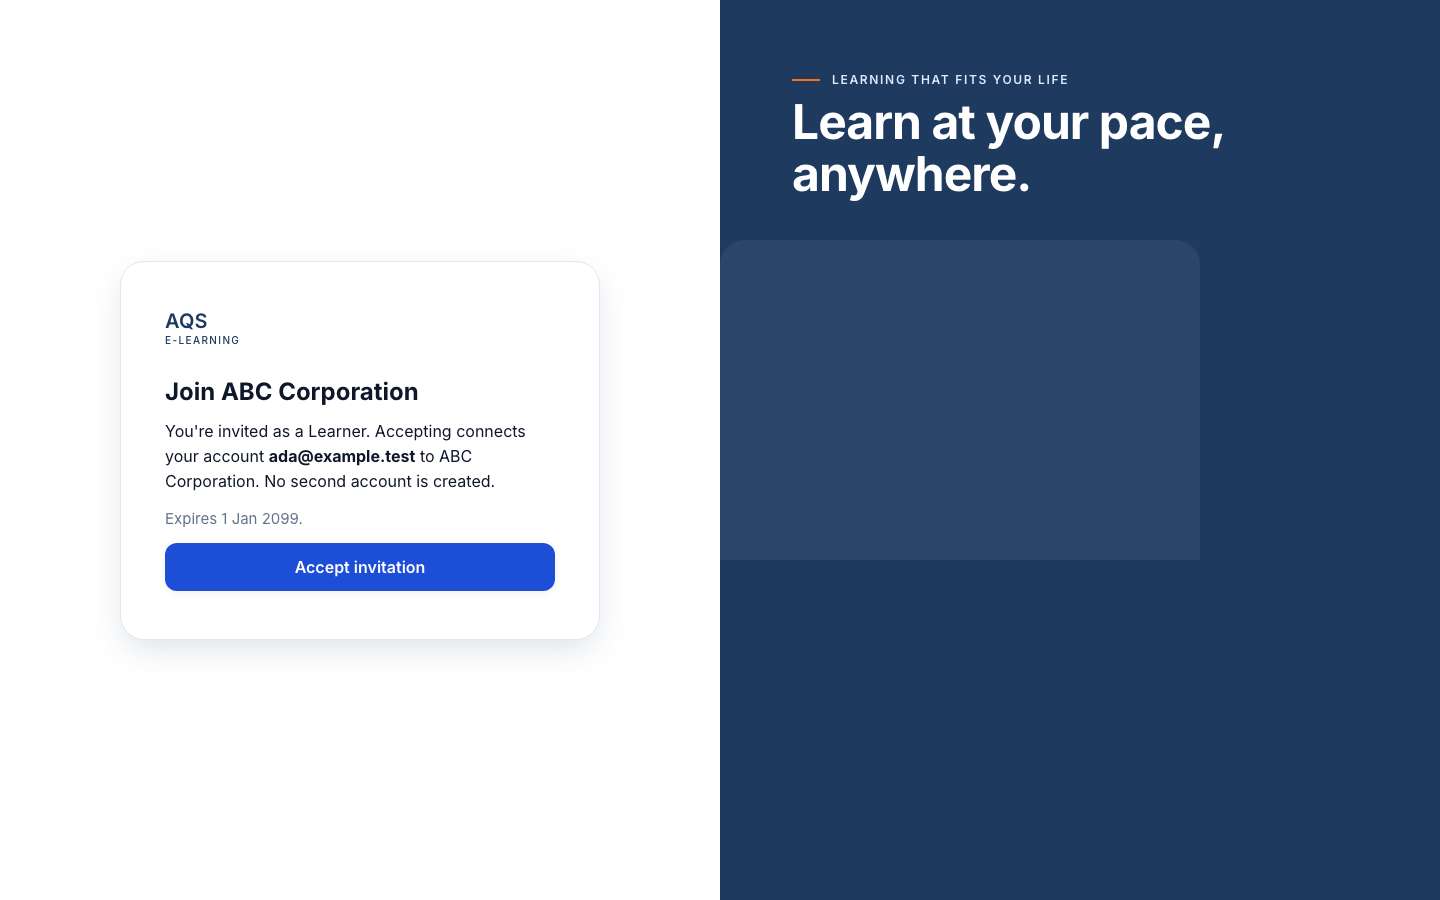 AQS
E-LEARNING
Join ABC Corporation
You're invited as a Learner. Accepting connects
your account ada@example.test to ABC
Corporation. No second account is created.
Expires 1 Jan 2099.
Accept invitation
LEARNING THAT FITS YOUR LIFE
Learn at your pace,
anywhere.